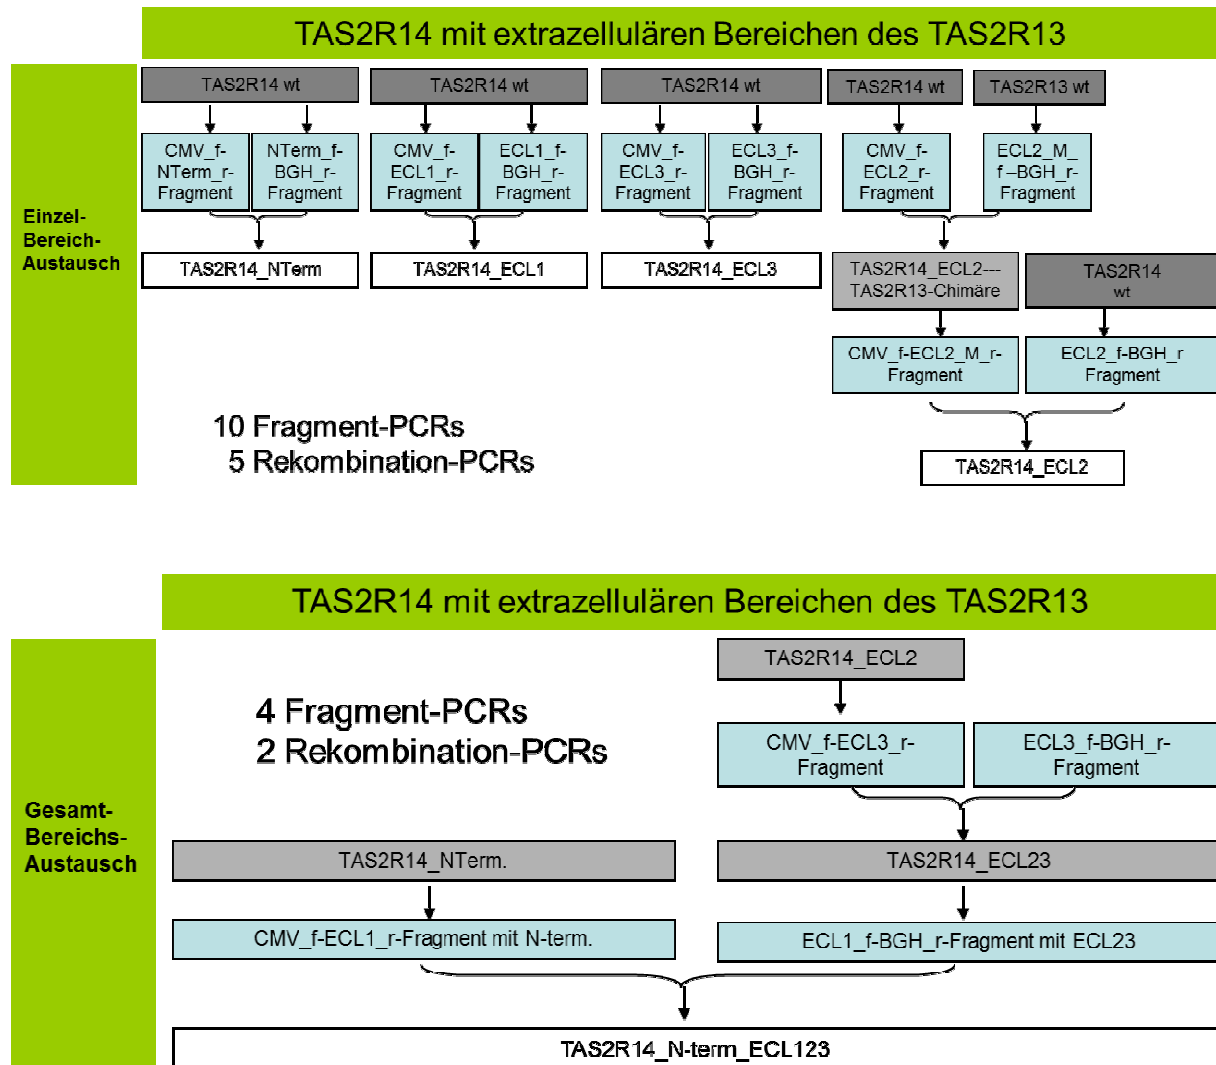 TAS2R14 mit extrazellulären Bereichen des TAS2R13
Einzel-
Bereich-
Austausch
TAS2R14 wt
CMV_f-
NTerm_r-
Fragment
NTerm_f-
BGH_r-
Fragment
TAS2R14_NTerm
TAS2R14 wt
CMV_f-
ECL1_r-
Fragment
ECL1_f-
BGH_r-
Fragment
TAS2R14_ECL1
TAS2R14 wt
CMV_f-
ECL3_r-
Fragment
ECL3_f-
BGH_r-
Fragment
TAS2R14_ECL3
TAS2R14 wt
CMV_f-
ECL2_r-
Fragment
TAS2R13 wt
ECL2_M_
f –BGH_r-
Fragment
TAS2R14_ECL2---
TAS2R13-Chimäre
TAS2R14
wt
CMV_f-ECL2_M_r-
Fragment
ECL2_f-BGH_r
Fragment
TAS2R14_ECL2
10 Fragment-PCRs
5 Rekombination-PCRs
TAS2R14 mit extrazellulären Bereichen des TAS2R13
Gesamt-
Bereichs-
Austausch
4 Fragment-PCRs
2 Rekombination-PCRs
TAS2R14_ECL2
CMV_f-ECL3_r-
Fragment
ECL3_f-BGH_r-
Fragment
TAS2R14_NTerm.
TAS2R14_ECL23
CMV_f-ECL1_r-Fragment mit N-term.
ECL1_f-BGH_r-Fragment mit ECL23
TAS2R14_N-term_ECL123